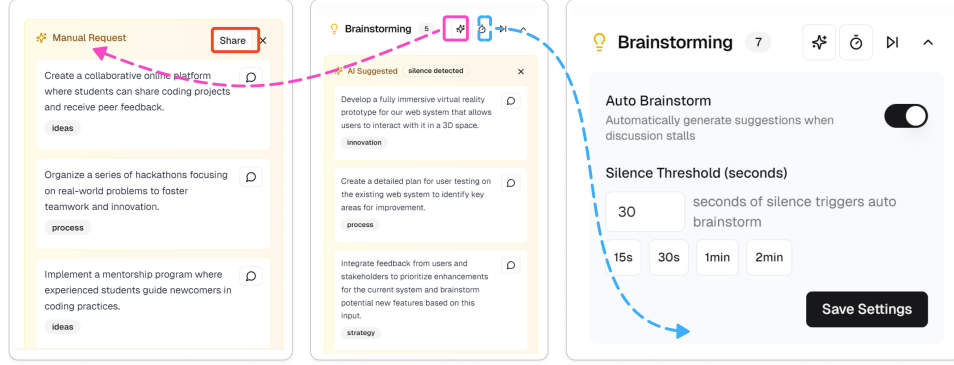 Manual Request
Share
Create a collaborative online platform
where students can share coding projects
and receive peer feedback.
ideas
Organize a series of hackathons focusing
on real-world problems to foster
teamwork and innovation.
process
Implement a mentorship program where
experienced students guide newcomers in
coding practices.
ideas
Brainstorming 5
AI Suggested silence detected
Develop a fully immersive virtual reality
prototype for our web system that allows
users to interact with it in a 3D space.
innovation
Create a detailed plan for user testing on
the existing web system to identify key
areas for improvement.
process
Integrate feedback from users and
stakeholders to prioritize enhancements
for the current system and brainstorm
potential new features based on this
input.
strategy
Brainstorming 7
Auto Brainstorm
Automatically generate suggestions when
discussion stalls
Silence Threshold (seconds)
30 seconds of silence triggers auto
brainstorm
15s 30s 1min 2min
Save Settings